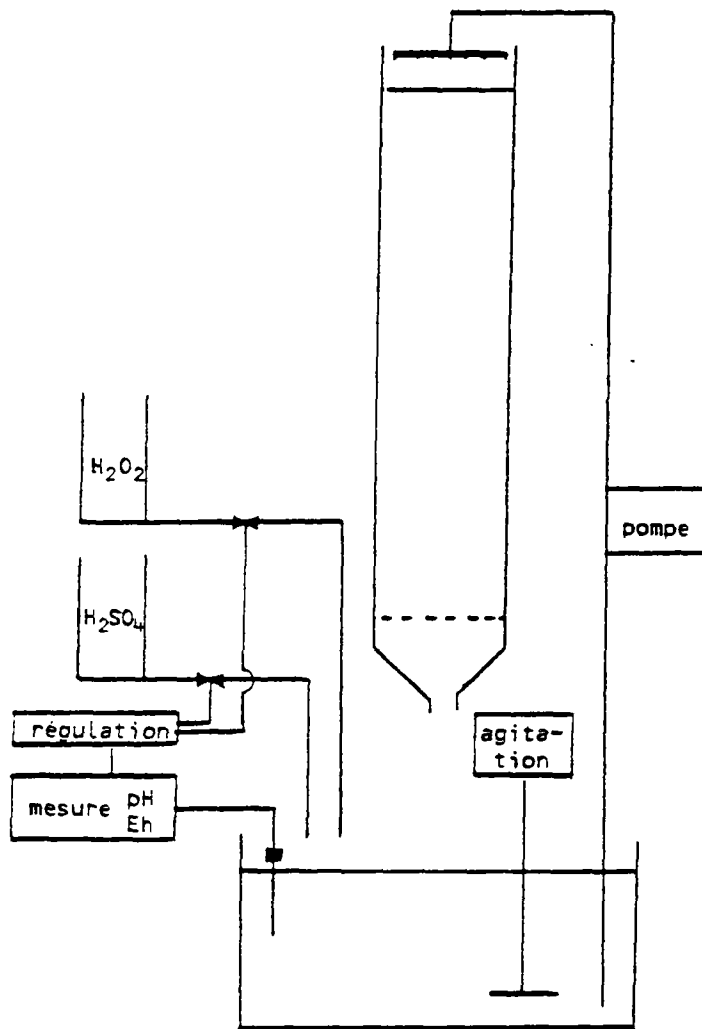 H₂O₂
pompe
H₂SO₄
régulation
agita-
tion
mesure pH
Eh